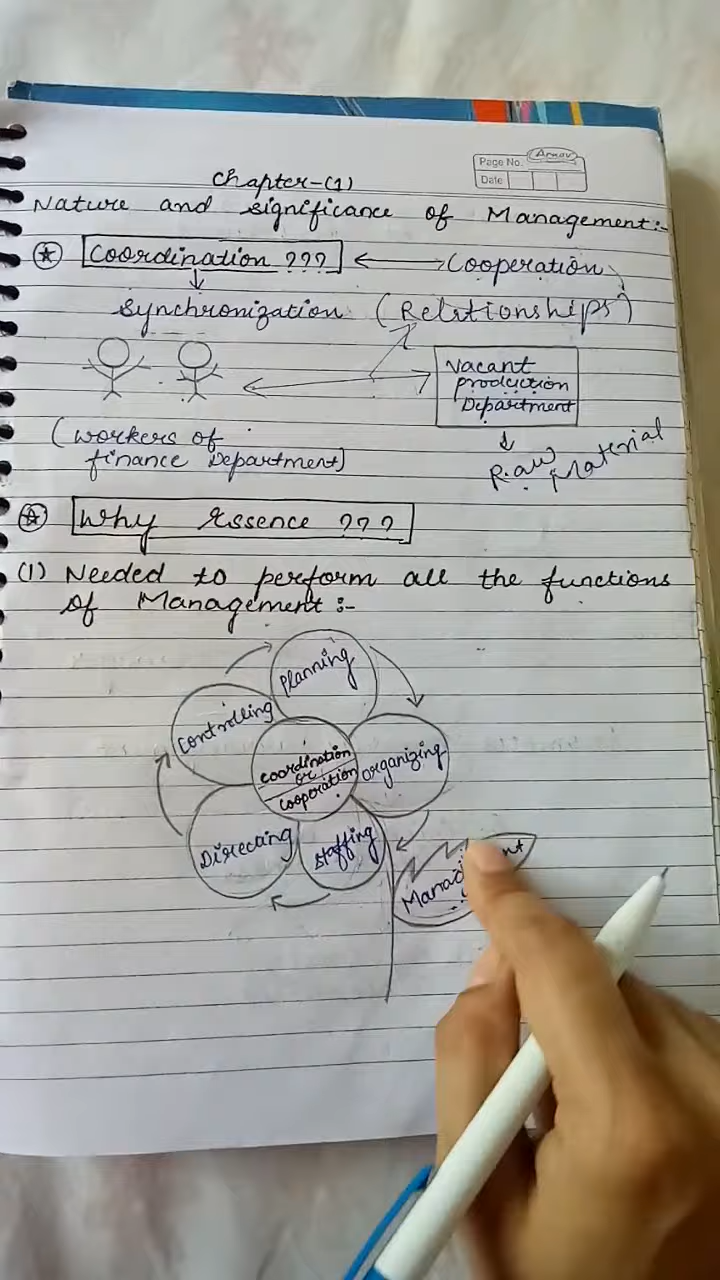 Page No.
Arnav
Date
Chapter-(1)
Nature and significance of Management:-
Coordination ???
Cooperation
Synchronization
(Relationships)
Vacant
production
Department
(workers of
finance Department)
Raw Material
Why Essence ???
(1) Needed to perform all the functions
of Management :-
Planning
Controlling
coordination
or
cooperation
Organizing
Directing
Staffing